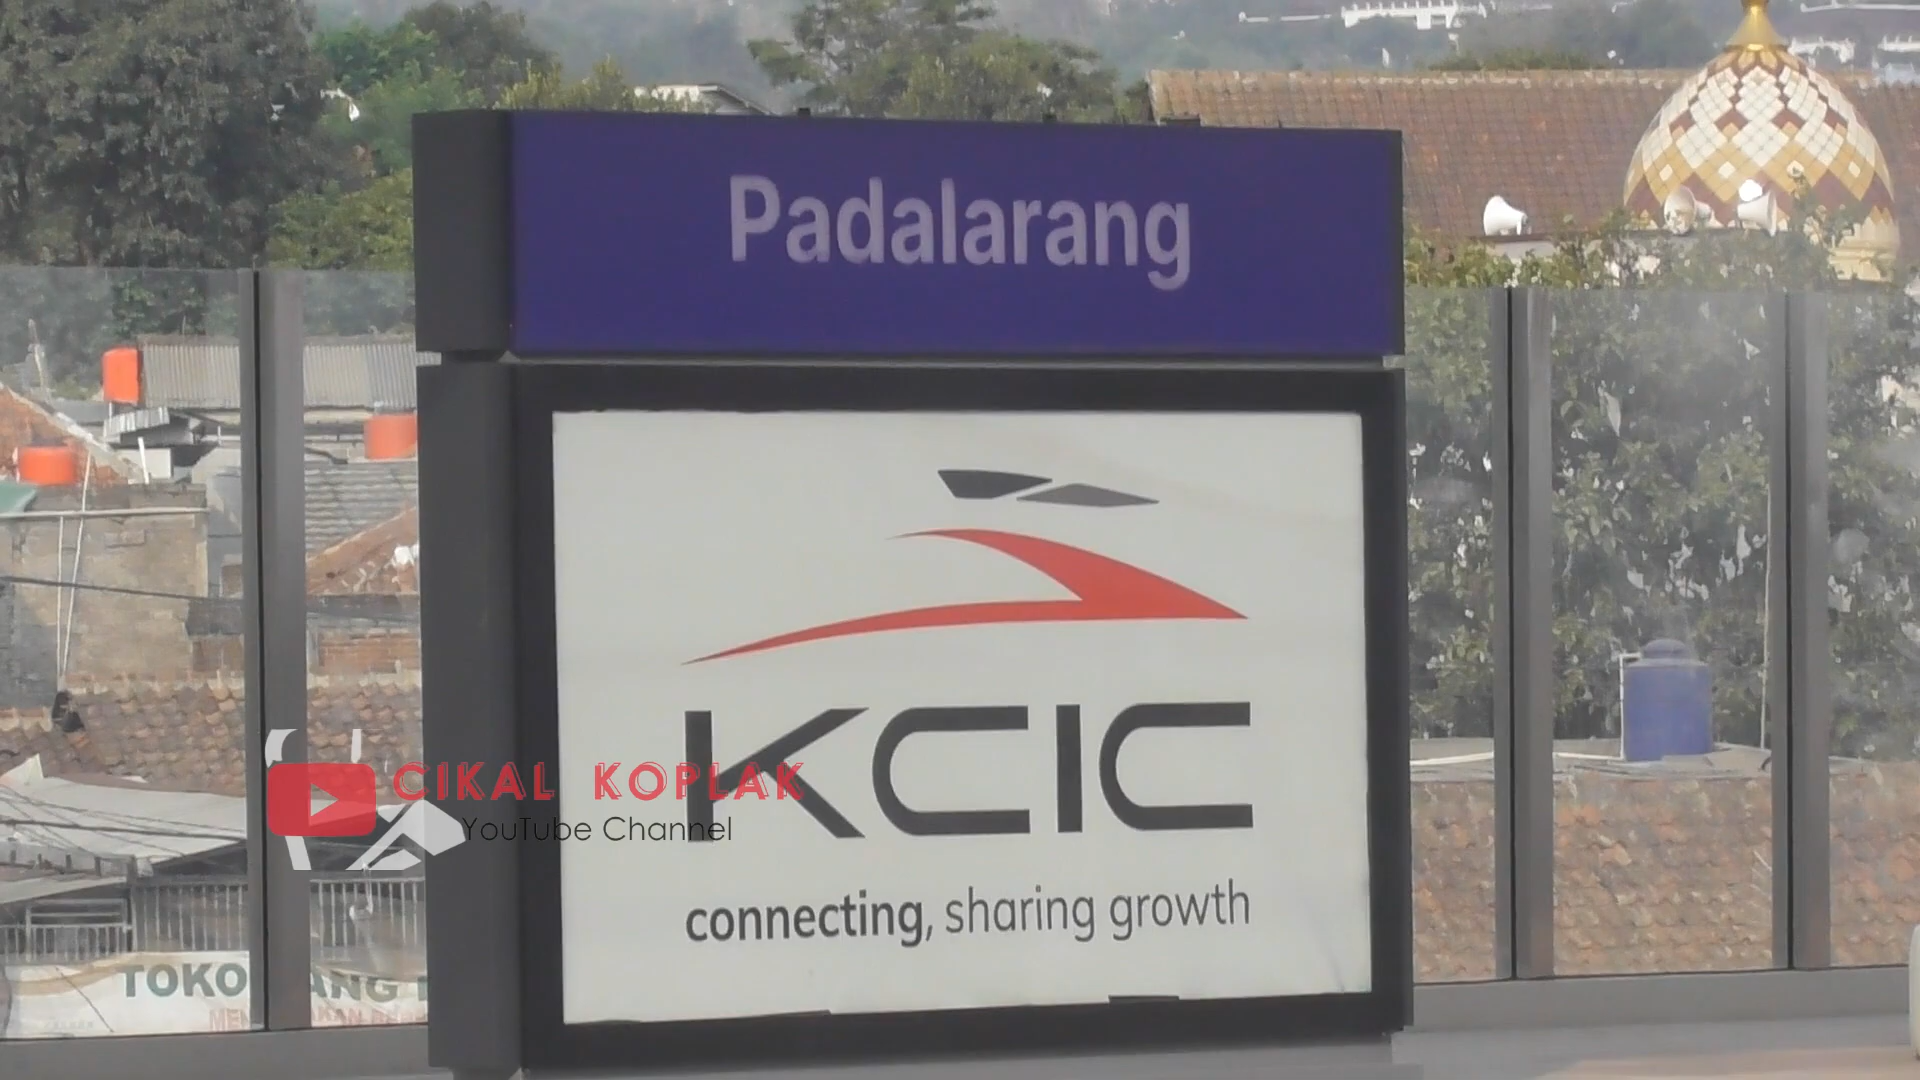 Padalarang
KCIC
connecting, sharing growth
CIKAL KOPLAK
YouTube Channel
TOKO